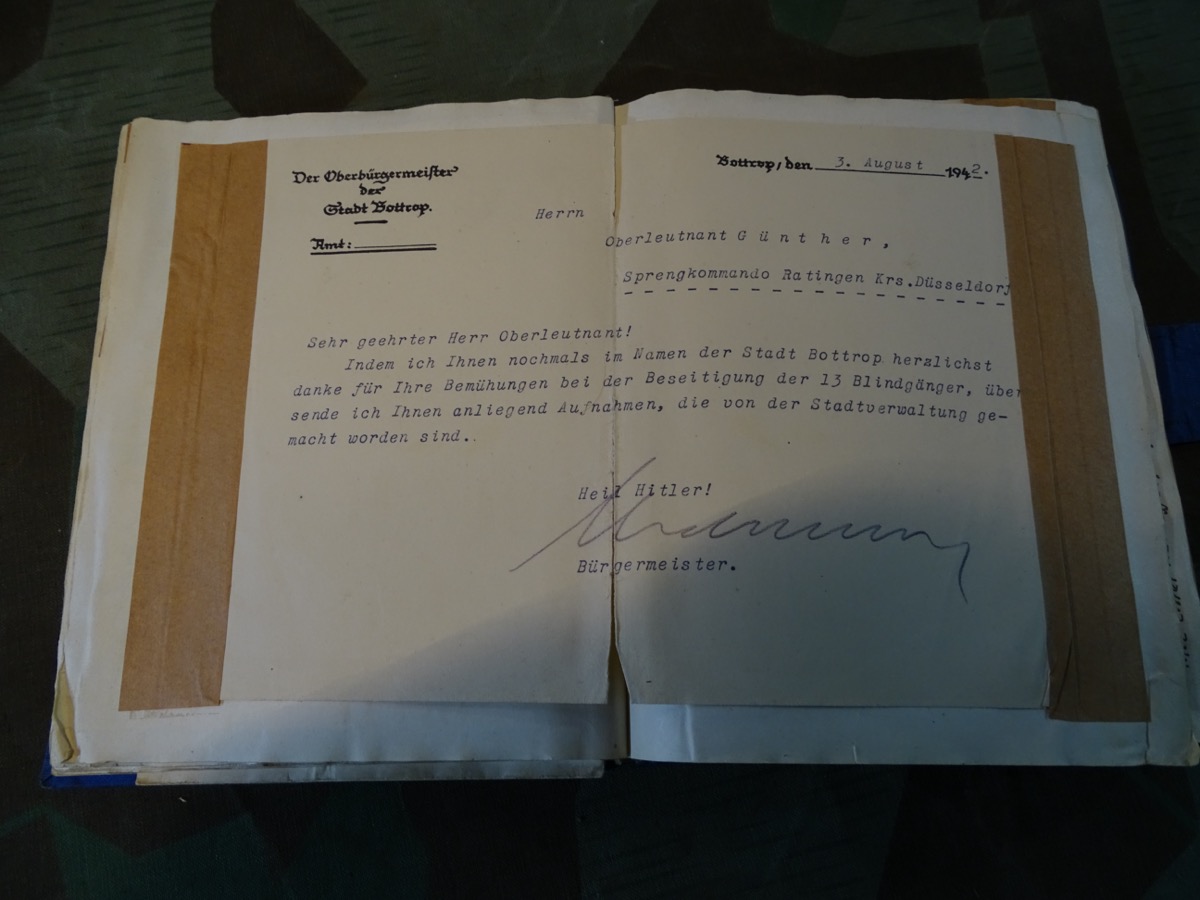 Der Oberbürgermeister
der
Stadt Bottrop.
Amt:
Bottrop, den 3. August 1942.
Herrn
Oberleutnant Günther,
Sprengkommando Ratingen Krs.Düsseldorf
Sehr geehrter Herr Oberleutnant!
Indem ich Ihnen nochmals im Namen der Stadt Bottrop herzlichst
danke für Ihre Bemühungen bei der Beseitigung der 13 Blindgänger, über
sende ich Ihnen anliegend Aufnahmen, die von der Stadtverwaltung ge-
macht worden sind..
Heil Hitler!
Bürgermeister.